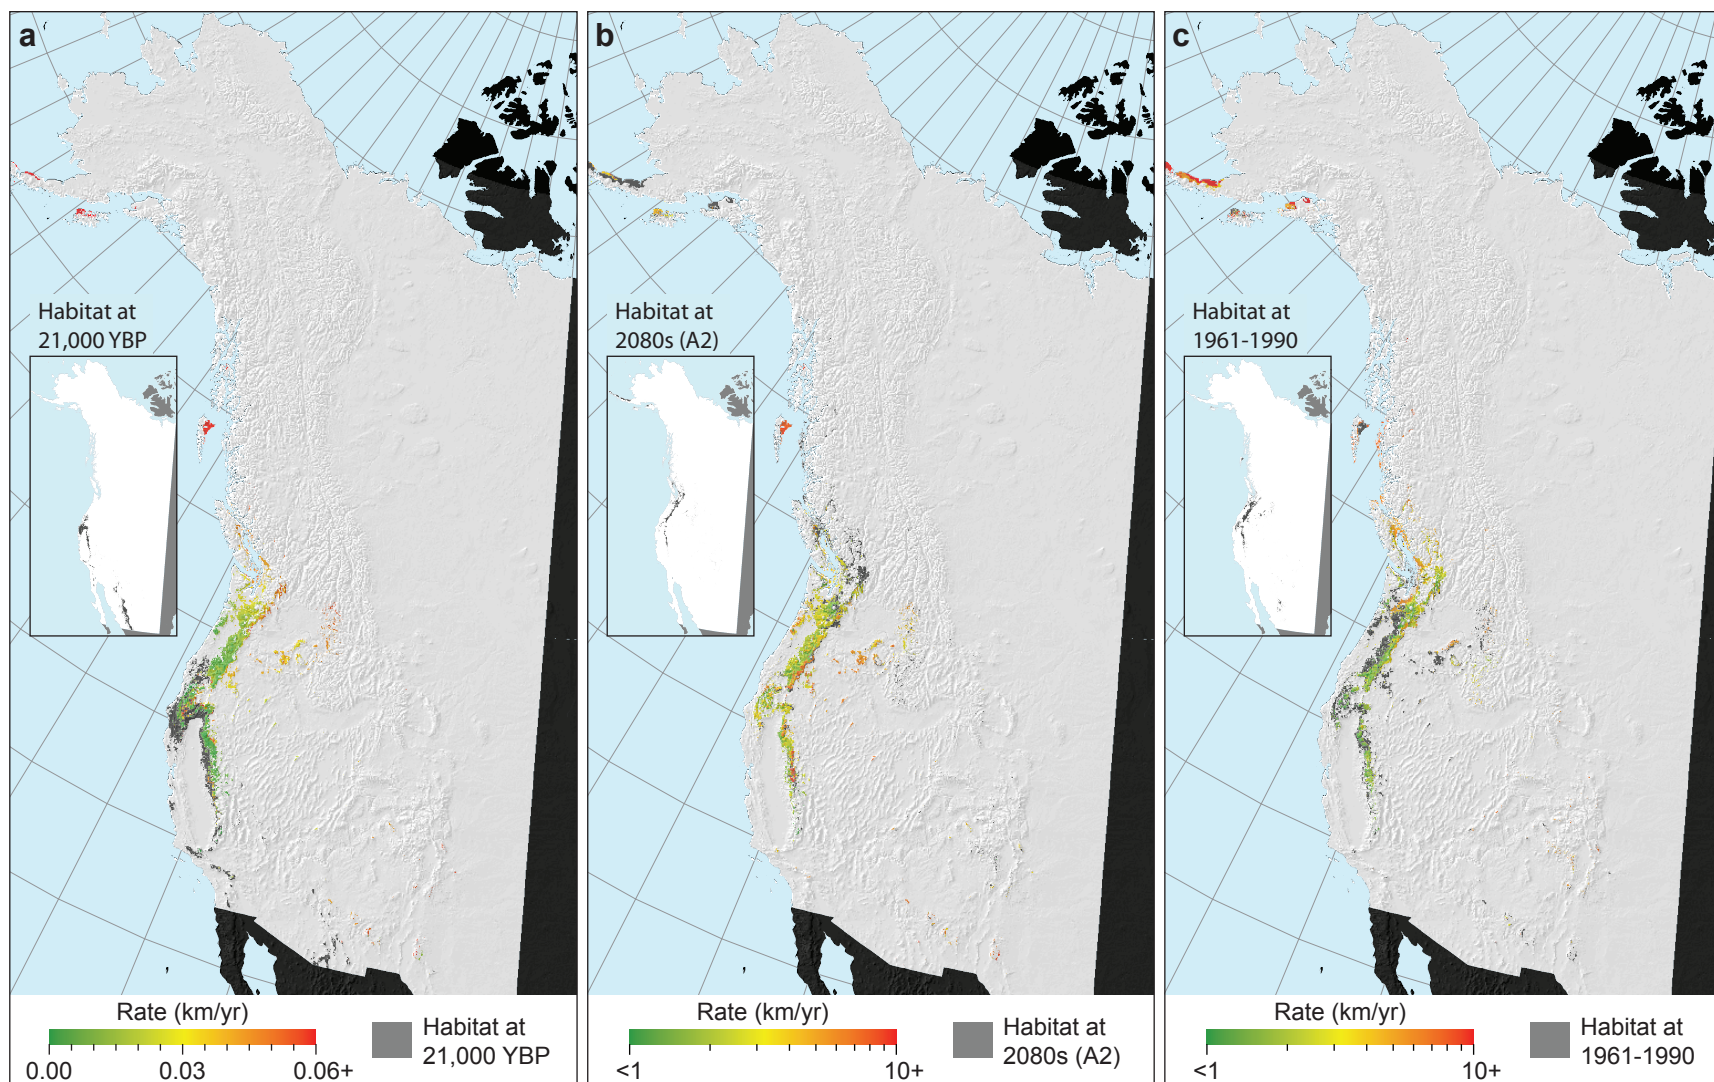 a
Habitat at
21,000 YBP
Rate (km/yr)
0.00
0.03
0.06+
Habitat at
21,000 YBP
b
Habitat at
2080s (A2)
Rate (km/yr)
<1
10+
Habitat at
2080s (A2)
c
Habitat at
1961-1990
Rate (km/yr)
<1
10+
Habitat at
1961-1990